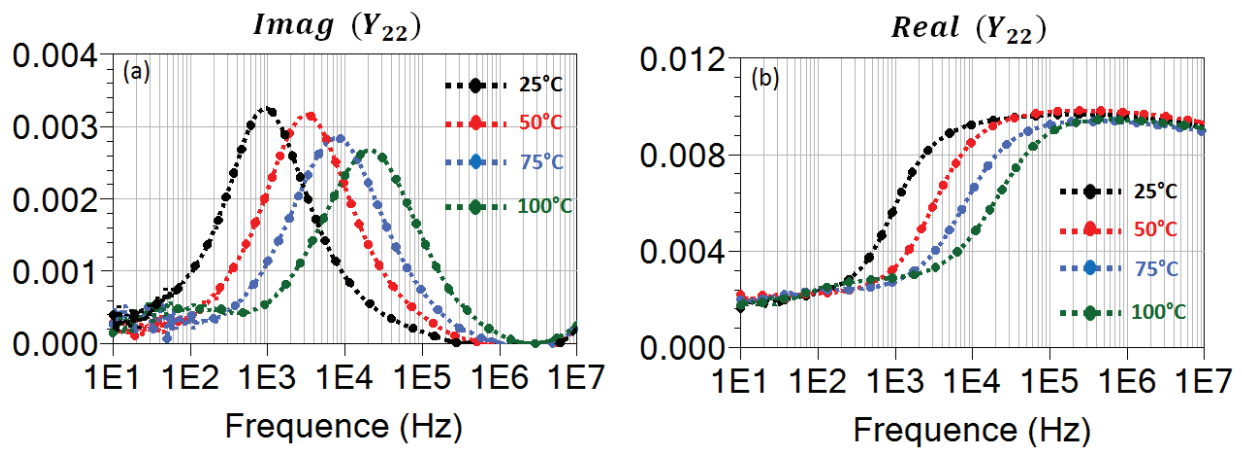 Imag (Y22)
(a)
0.004
0.003
0.002
0.001
0.000
25°C
50°C
75°C
100°C
1E1 1E2 1E3 1E4 1E5 1E6 1E7
Frequence (Hz)
Real (Y22)
(b)
0.012
0.008
0.004
0.000
25°C
50°C
75°C
100°C
1E1 1E2 1E3 1E4 1E5 1E6 1E7
Frequence (Hz)